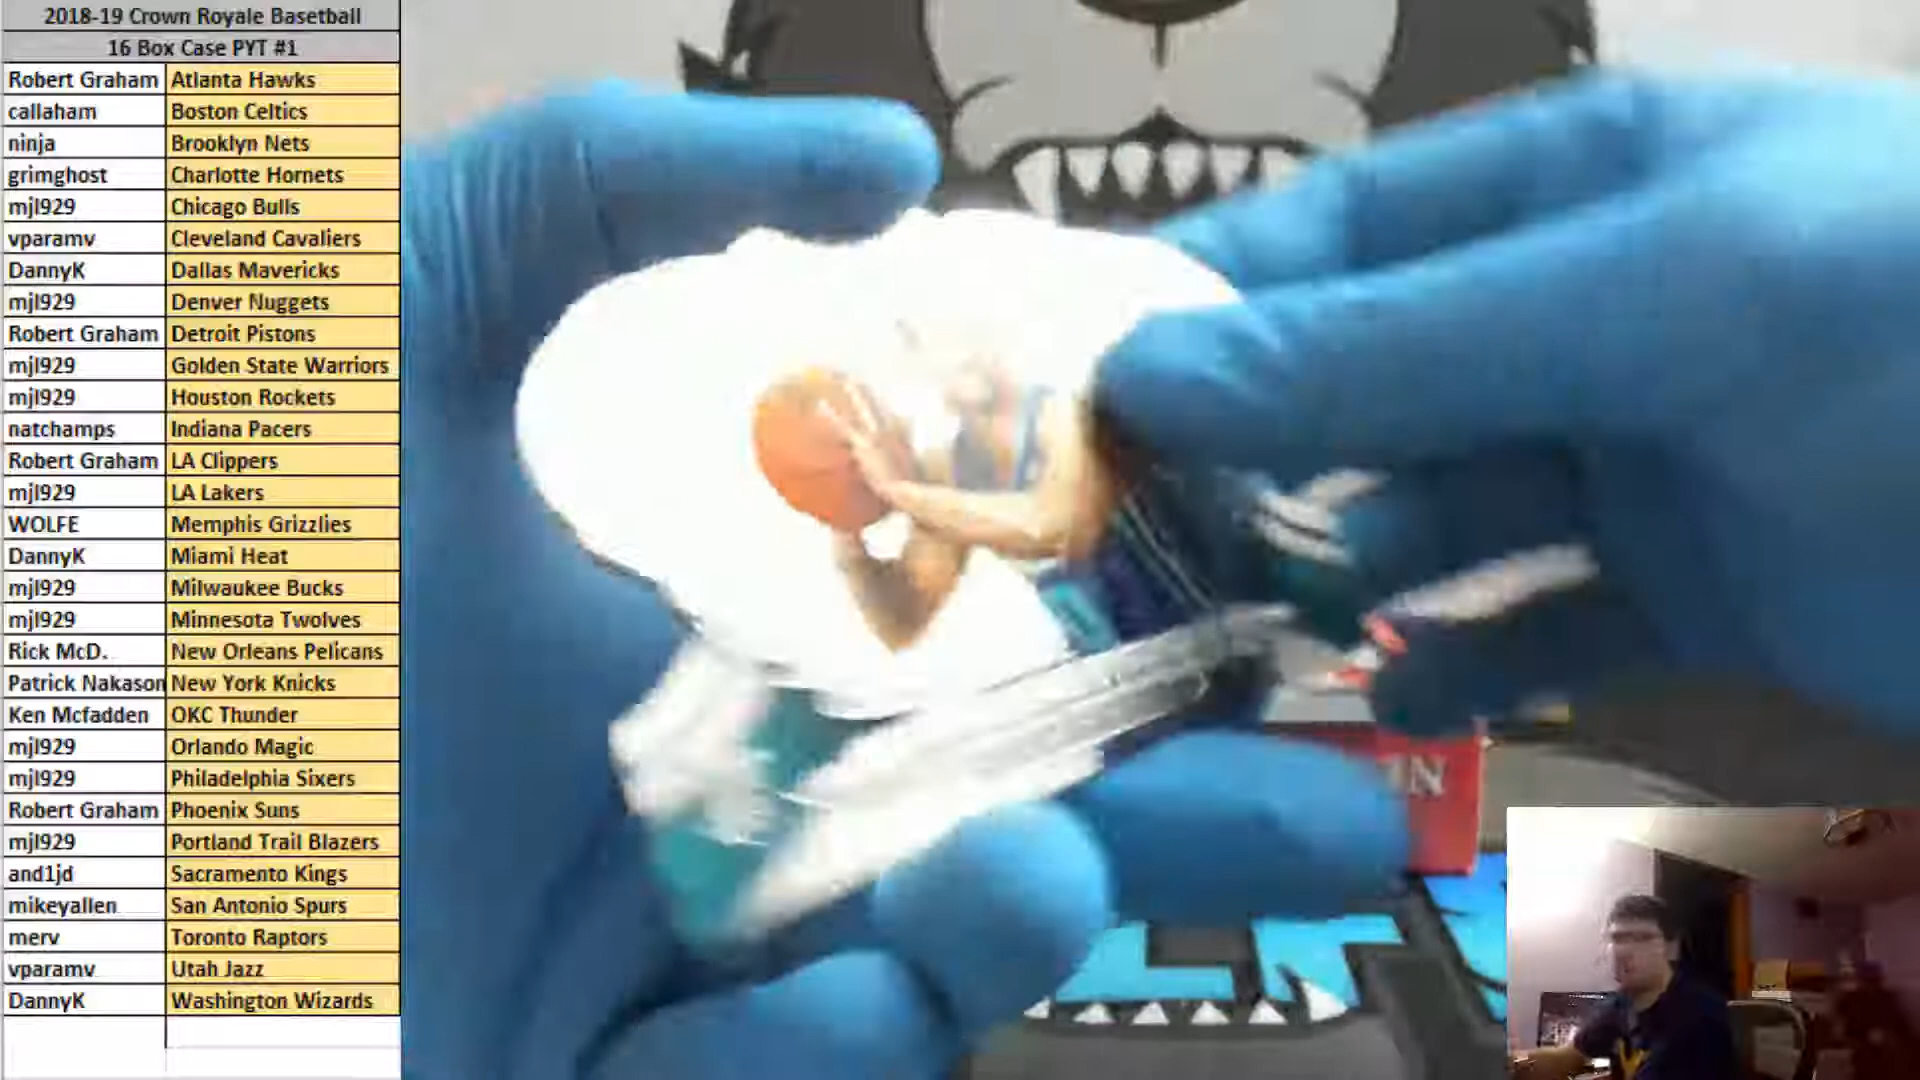 2018-19 Crown Royale Basetball
16 Box Case PYT #1
Robert Graham Atlanta Hawks
callaham Boston Celtics
ninja Brooklyn Nets
grimghost Charlotte Hornets
mjl929 Chicago Bulls
vparamv Cleveland Cavaliers
DannyK Dallas Mavericks
mjl929 Denver Nuggets
Robert Graham Detroit Pistons
mjl929 Golden State Warriors
mjl929 Houston Rockets
natchamps Indiana Pacers
Robert Graham LA Clippers
mjl929 LA Lakers
WOLFE Memphis Grizzlies
DannyK Miami Heat
mjl929 Milwaukee Bucks
mjl929 Minnesota Twolves
Rick McD. New Orleans Pelicans
Patrick Nakason New York Knicks
Ken Mcfadden OKC Thunder
mjl929 Orlando Magic
mjl929 Philadelphia Sixers
Robert Graham Phoenix Suns
mjl929 Portland Trail Blazers
and1jd Sacramento Kings
mikeyallen San Antonio Spurs
merv Toronto Raptors
vparamv Utah Jazz
DannyK Washington Wizards